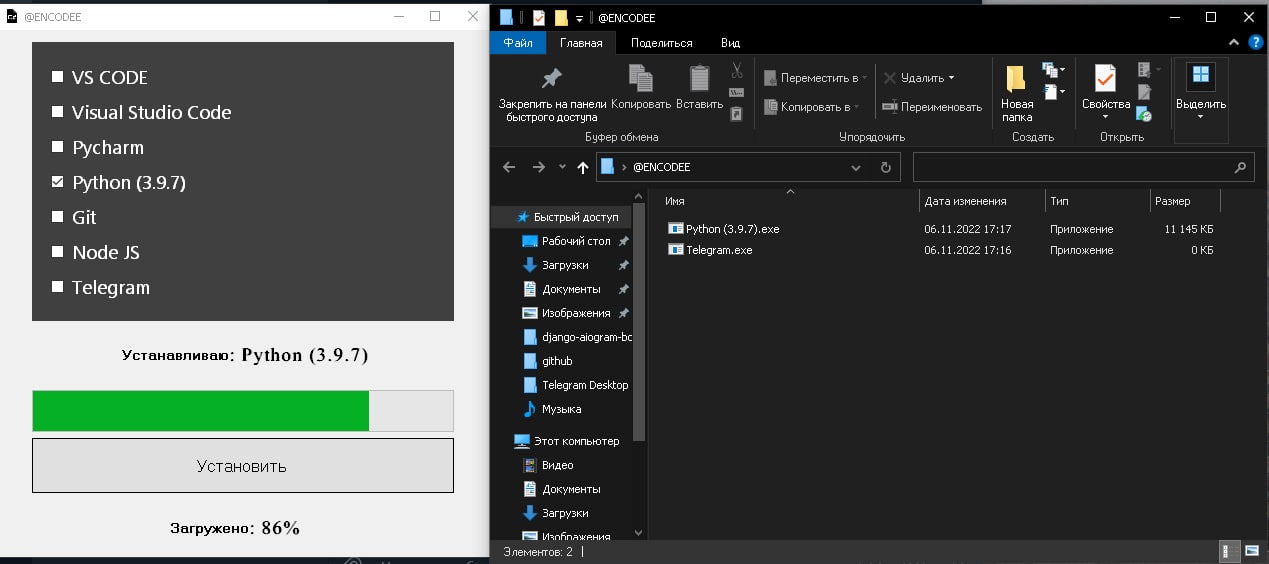 @ENCODEE
VS CODE
Visual Studio Code
Pycharm
Python (3.9.7)
Git
Node JS
Telegram
Устанавливаю: Python (3.9.7)
Установить
Загружено: 86%
@ENCODEE
Файл Главная Поделиться Вид
Закрепить на панели быстрого доступа
Копировать
Вставить
Буфер обмена
Переместить в
Копировать в
Удалить
Переименовать
Упорядочить
Новая папка
Создать
Свойства
Открыть
Выделить
@ENCODEE
Имя Дата изменения Тип Размер
Python (3.9.7).exe 06.11.2022 17:17 Приложение 11 145 КБ
Telegram.exe 06.11.2022 17:16 Приложение 0 КБ
Быстрый доступ
Рабочий стол
Загрузки
Документы
Изображения
django-aiogram-bo
github
Telegram Desktop
Музыка
Этот компьютер
Видео
Документы
Загрузки
Изображения
Элементов: 2